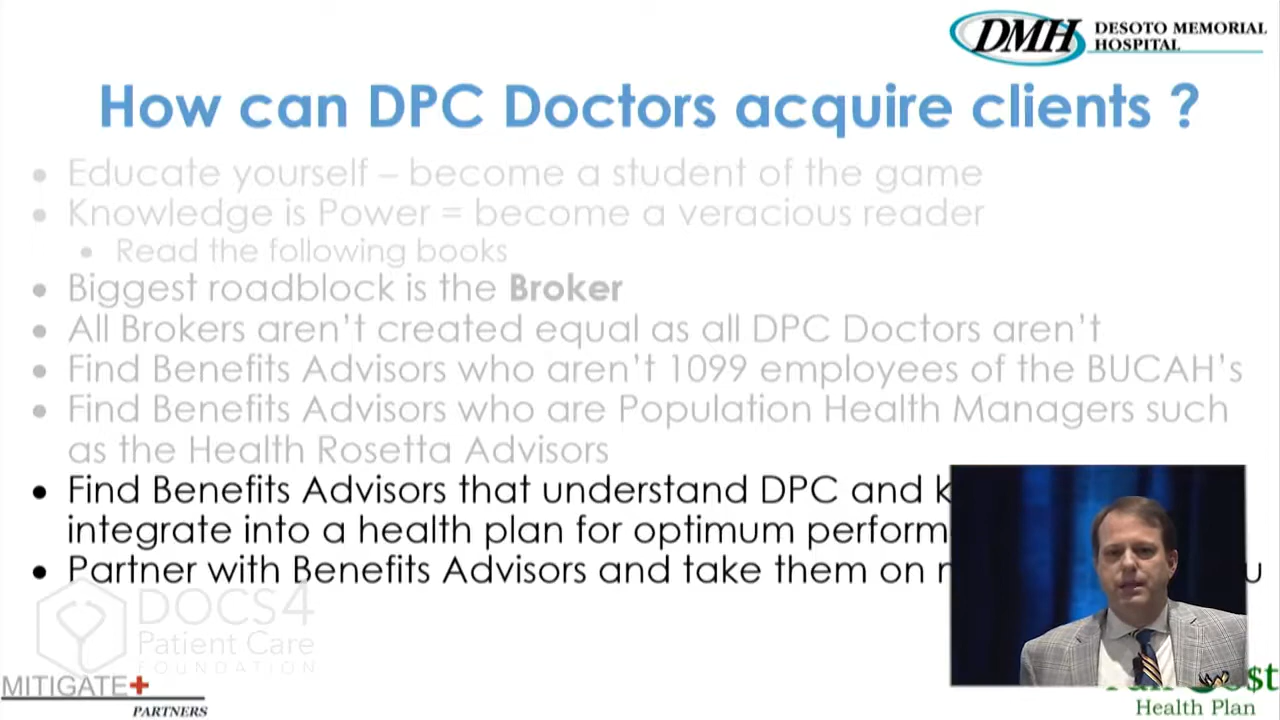 DMH DESOTO MEMORIAL
HOSPITAL
How can DPC Doctors acquire clients ?
• Educate yourself – become a student of the game
• Knowledge is Power = become a veracious reader
• Read the following books
• Biggest roadblock is the Broker
• All Brokers aren't created equal as all DPC Doctors aren't
• Find Benefits Advisors who aren't 1099 employees of the BUCAH's
• Find Benefits Advisors who are Population Health Managers such
as the Health Rosetta Advisors
• Find Benefits Advisors that understand DPC and
integrate into a health plan for optimum
• Partner with Benefits Advisors and take them on
DOCS4
Patient Care
FOUNDATION
MITIGATE+
PARTNERS
Health Plan